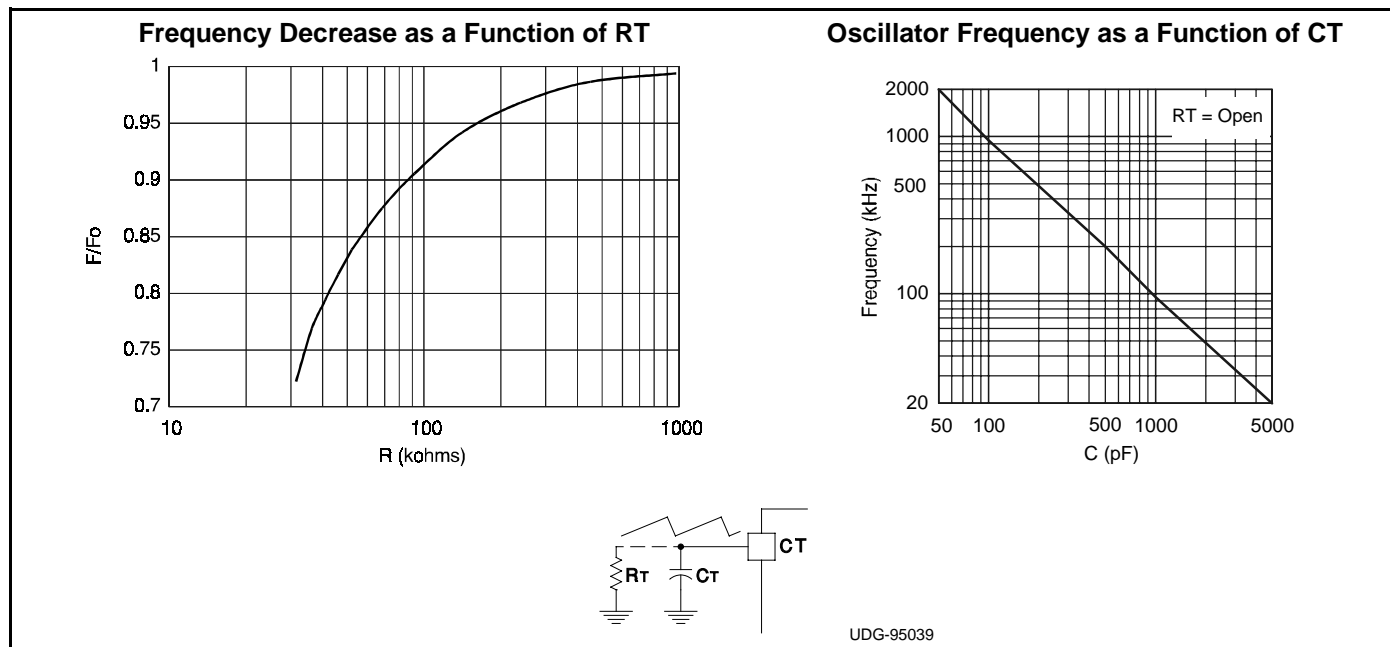 Frequency Decrease as a Function of RT
1
0.95
0.9
0.85
0.8
0.75
0.7
F/Fo
10 100 1000
R (kohms)
Oscillator Frequency as a Function of CT
2000
1000
500
100
20
Frequency (kHz)
RT = Open
50 100 500 1000 5000
C (pF)
RT
CT
CT
UDG-95039